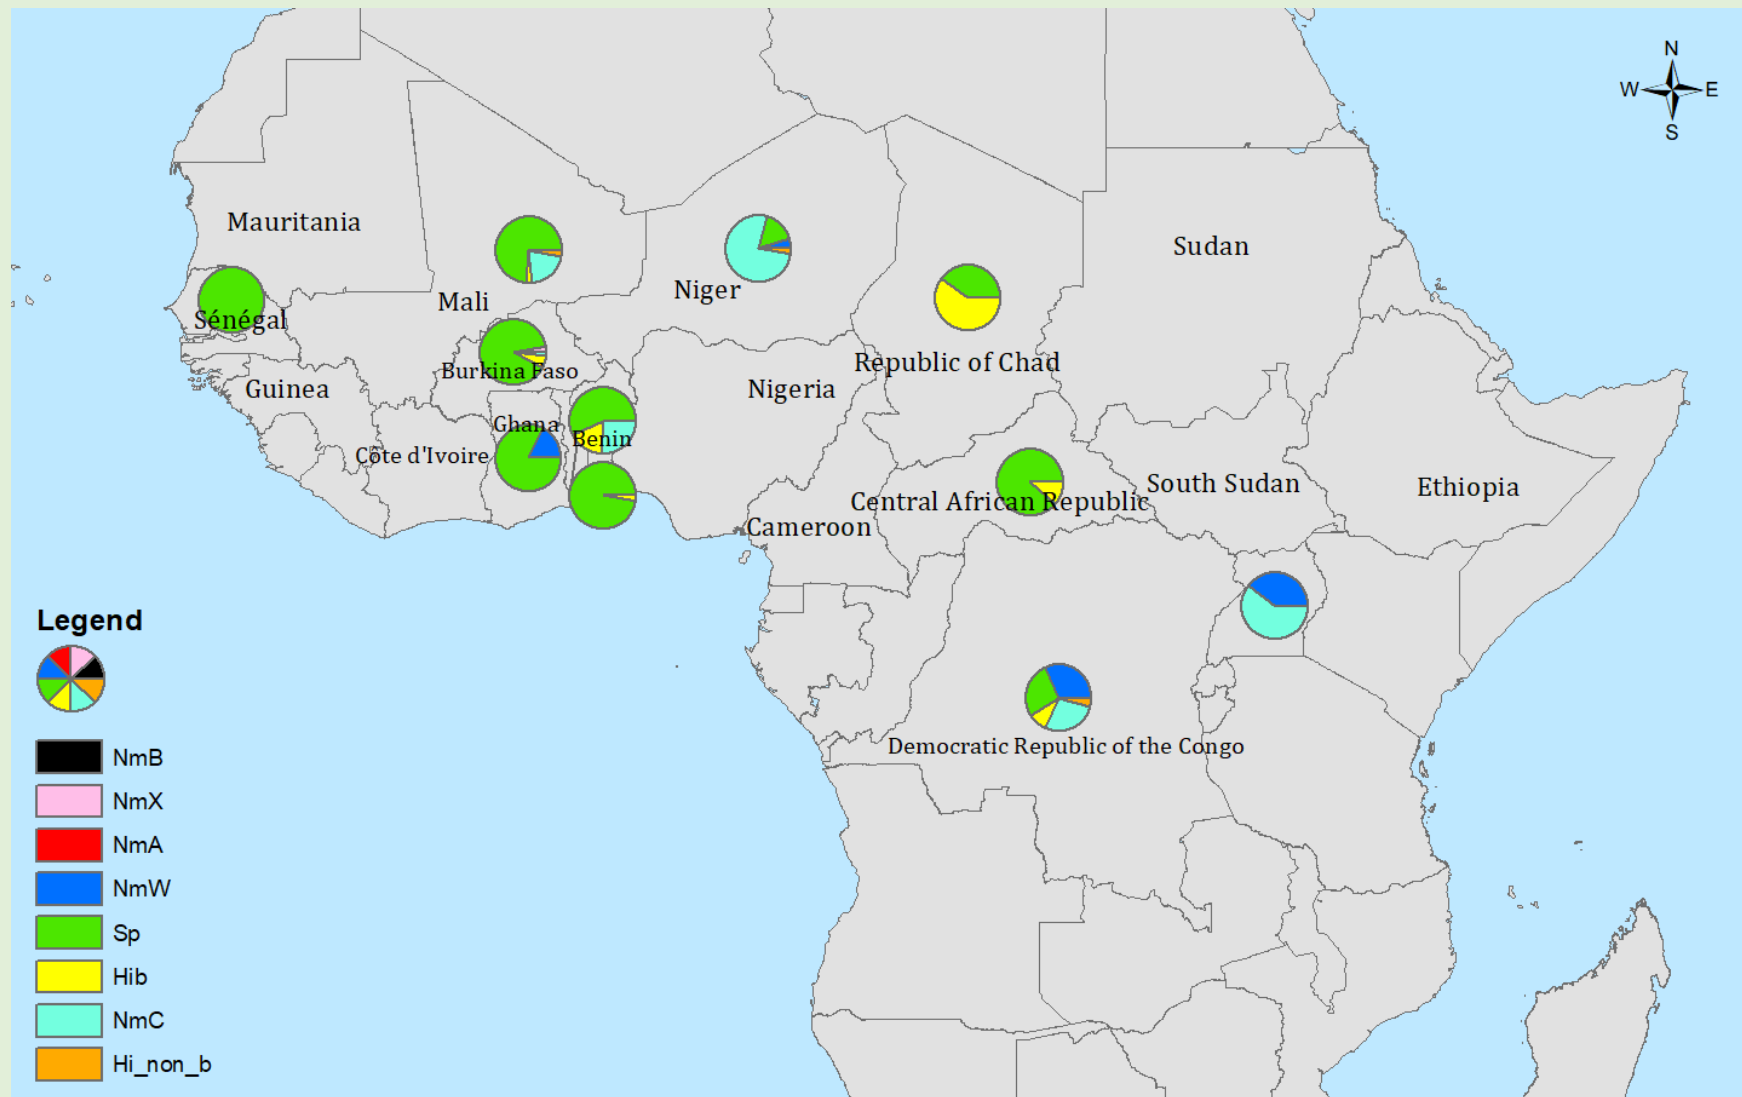 N
W E
S
Mauritania
Sudan
Niger
Mali
Sénégal
Republic of Chad
Burkina Faso
Guinea
Nigeria
Ghana
Benin
Côte d'Ivoire
South Sudan
Ethiopia
Central African Republic
Cameroon
Democratic Republic of the Congo
Legend
NmB
NmX
NmA
NmW
Sp
Hib
NmC
Hi_non_b